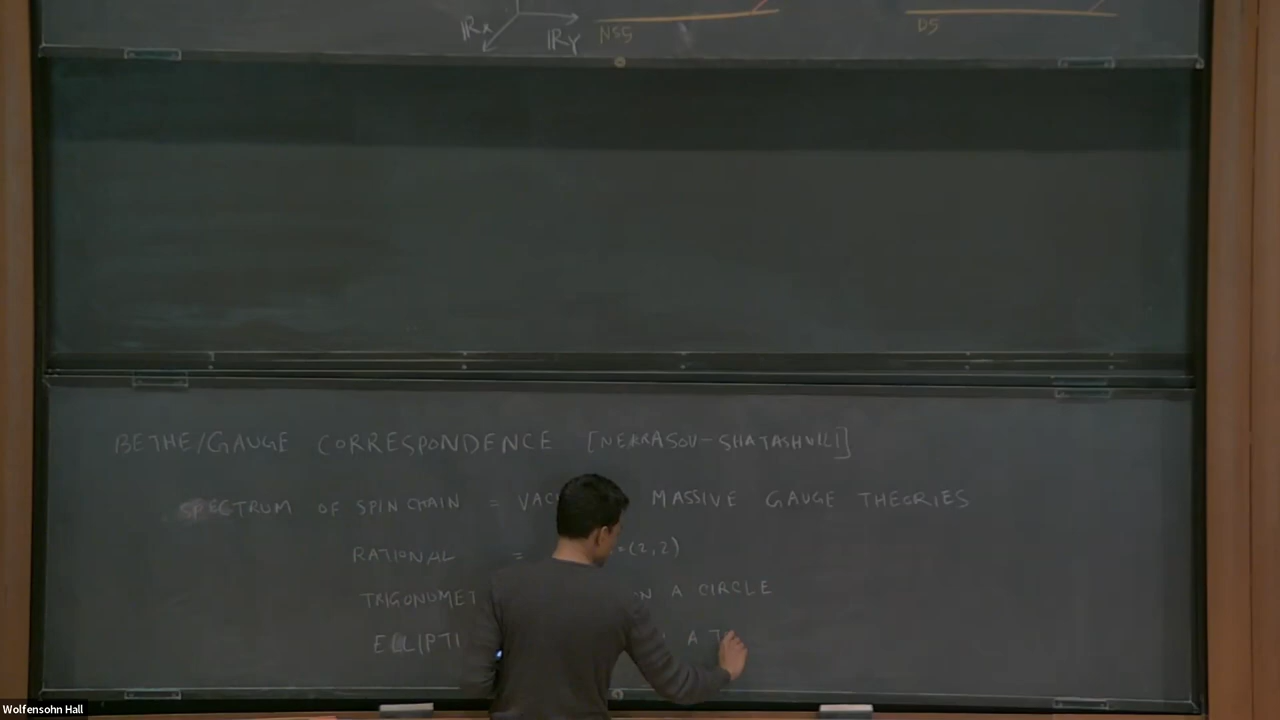 IRx
IRy
NS5
D5
BETHE/GAUGE CORRESPONDENCE [NEKRASOV-SHATASHVILI]
SPECTRUM OF SPIN CHAIN = VAC MASSIVE GAUGE THEORIES
RATIONAL = =(2,2)
TRIGONOMET ON A CIRCLE
ELLIPTI A T
Wolfensohn Hall